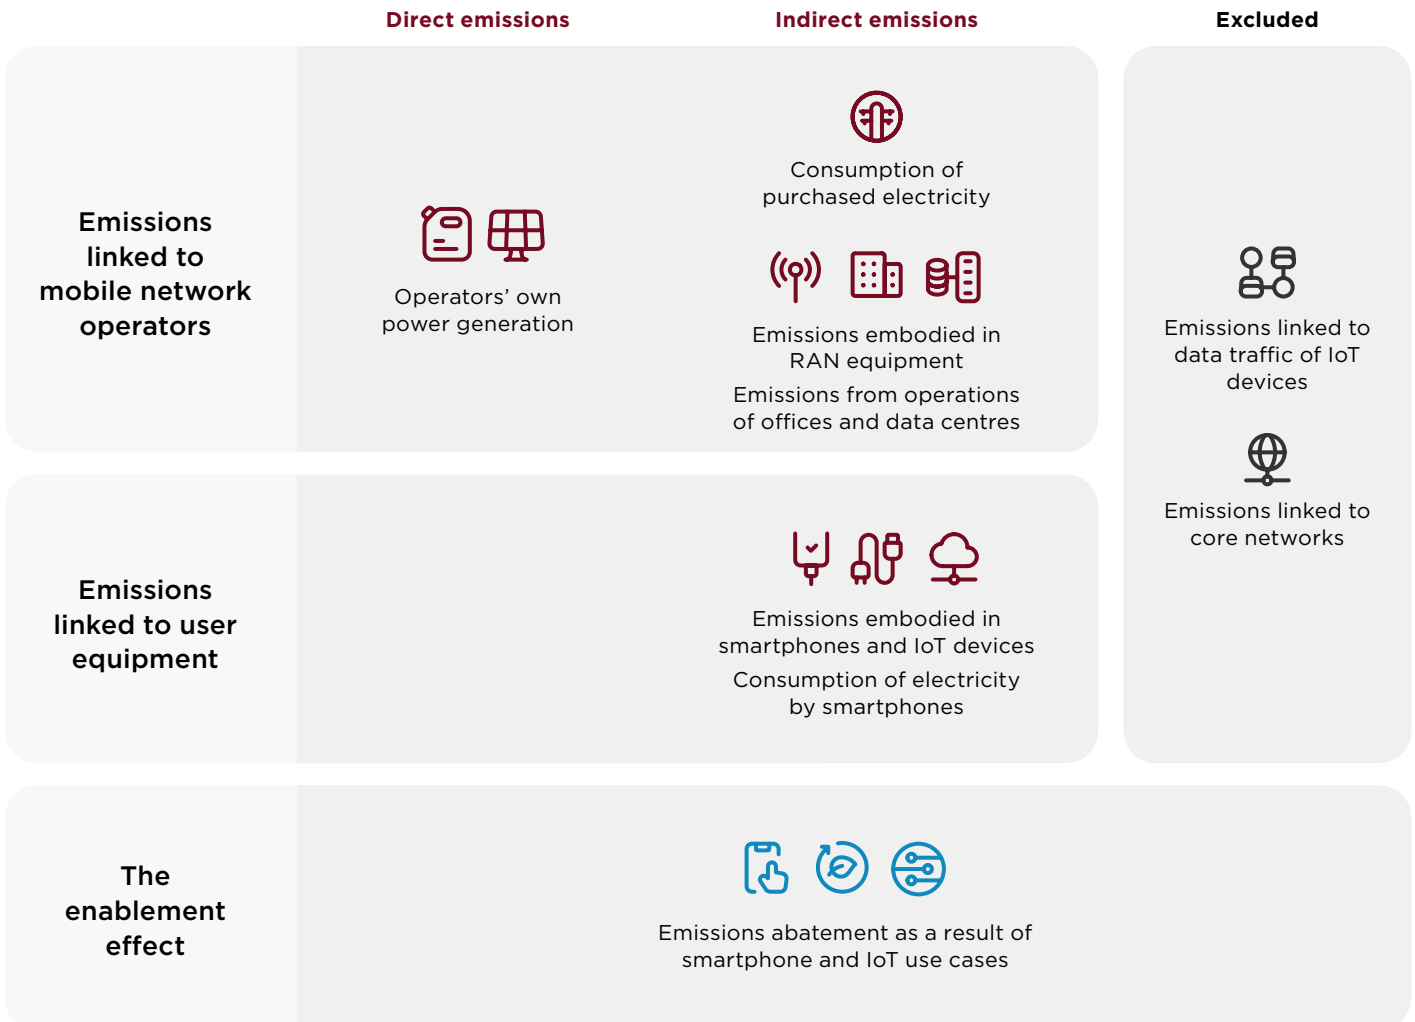 Direct emissions
Indirect emissions
Excluded
Emissions
linked to
mobile network
operators
Operators’ own
power generation
Consumption of
purchased electricity
Emissions embodied in
RAN equipment
Emissions from operations
of offices and data centres
Emissions linked to
data traffic of IoT
devices
Emissions linked to
core networks
Emissions
linked to user
equipment
Emissions embodied in
smartphones and IoT devices
Consumption of electricity
by smartphones
The
enablement
effect
Emissions abatement as a result of
smartphone and IoT use cases